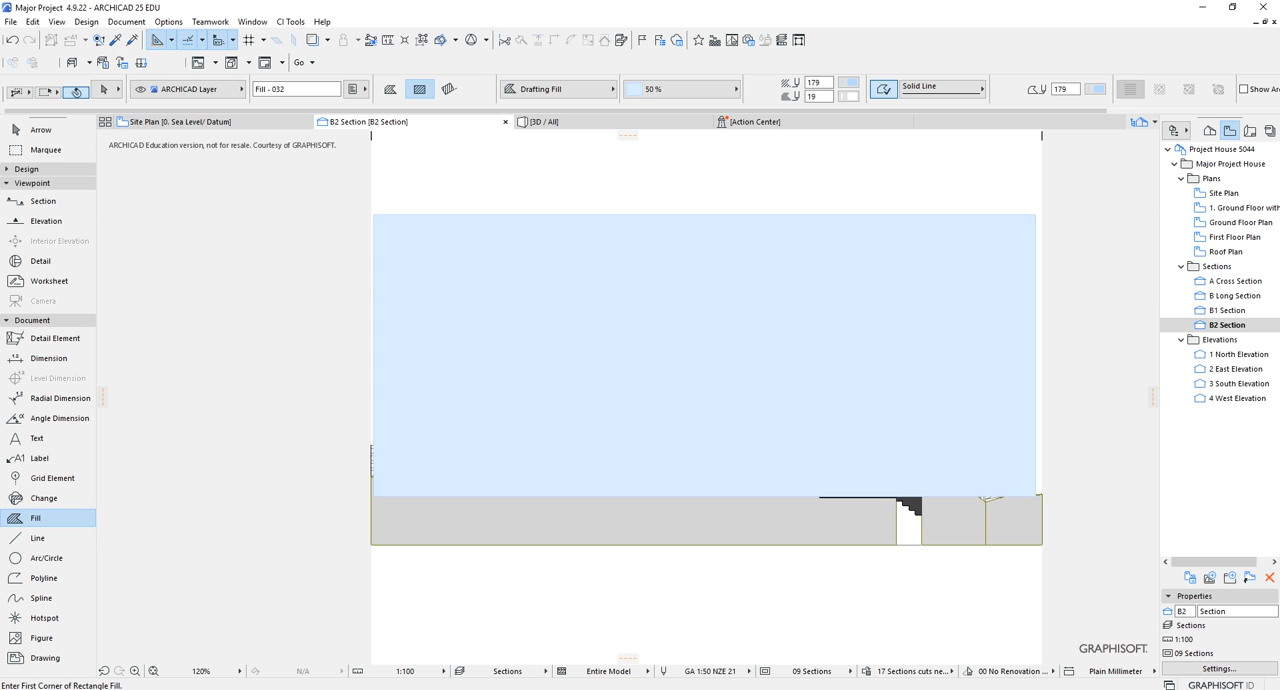 Major Project 4.9.22 - ARCHICAD 25 EDU
File Edit View Design Document Options Teamwork Window CI Tools Help
Go
ARCHICAD Layer
Fill - 032
Drafting Fill
50 %
179
19
Solid Line
179
Show Ar
Site Plan [0. Sea Level/ Datum]
B2 Section [B2 Section]
[3D / All]
[Action Center]
Arrow
Marquee
Design
Viewpoint
Section
Elevation
Interior Elevation
Detail
Worksheet
Camera
Document
Detail Element
Dimension
Level Dimension
Radial Dimension
Angle Dimension
Text
Label
Grid Element
Change
Fill
Line
Arc/Circle
Polyline
Spline
Hotspot
Figure
Drawing
ARCHICAD Education version, not for resale. Courtesy of GRAPHISOFT.
GRAPHISOFT.
Project House 5044
Major Project House
Plans
Site Plan
1. Ground Floor with
Ground Floor Plan
First Floor Plan
Roof Plan
Sections
A Cross Section
B Long Section
B1 Section
B2 Section
Elevations
1 North Elevation
2 East Elevation
3 South Elevation
4 West Elevation
Properties
B2 Section
Sections
1:100
09 Sections
Settings...
120%
N/A
1:100
Sections
Entire Model
GA 1:50 NZE 21
09 Sections
17 Sections cuts ne...
00 No Renovation ...
Plain Millimeter
Enter First Corner of Rectangle Fill.
GRAPHISOFT ID